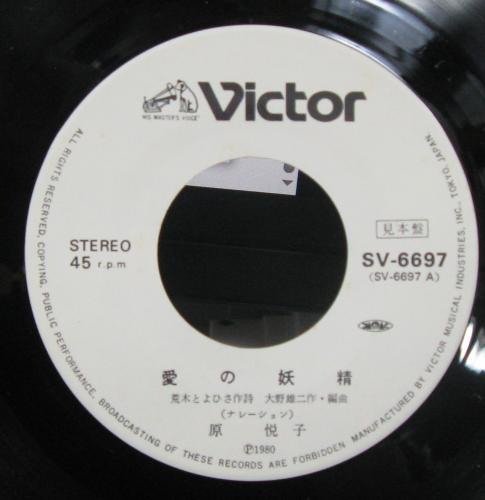 Victor
HIS MASTER'S VOICE
見本盤
STEREO
45 r.p.m
SV-6697
(SV-6697 A)
愛の妖精
荒木とよひさ作詩 大野雄二作・編曲
(ナレーション)
原悦子
Ⓟ1980
ALL RIGHTS RESERVED. COPYING, PUBLIC PERFORMANCE, BROADCASTING OF THESE RECORDS ARE FORBIDDEN MANUFACTURED BY VICTOR MUSICAL INDUSTRIES, INC., TOKYO, JAPAN.